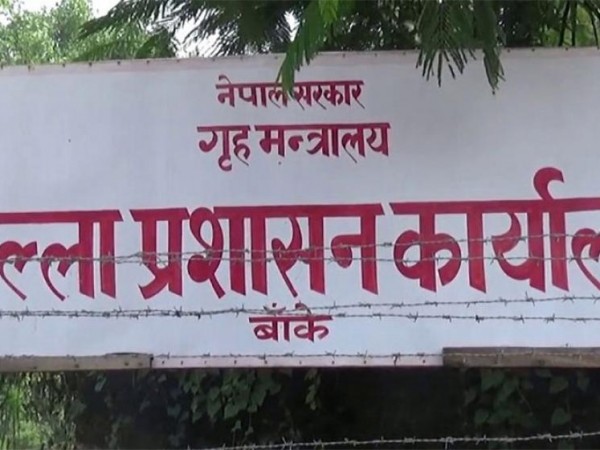 नेपाल सरकार
गृह मन्त्रालय
ल्ला प्रशासन कार्याल
बाँके